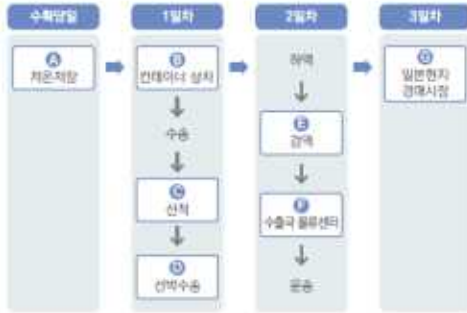 수확당일
A
저온저장
1일차
B
컨테이너 상차
수송
C
선적
D
선박수송
2일차
하역
E
검역
F
수출국 물류센터
운송
3일차
G
일본현지
경매시장